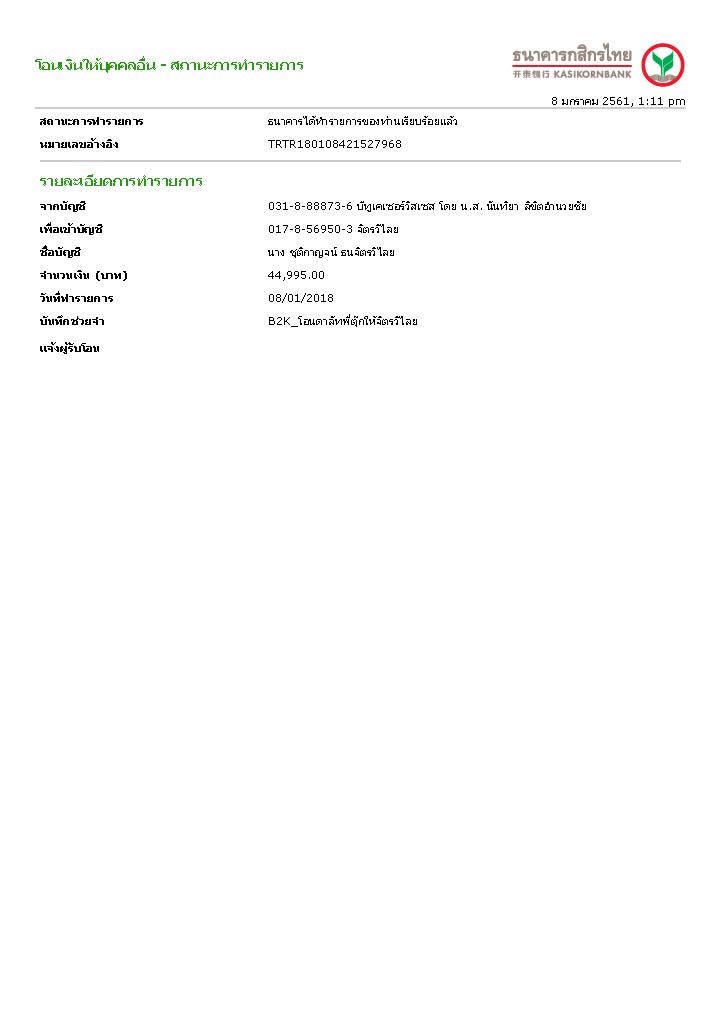 ธนาคารกสิกรไทย
开泰银行 KASIKORNBANK
โอนเงินให้บุคคลอื่น - สถานะการทำรายการ
8 มกราคม 2561, 1:11 pm
สถานะการทำรายการ ธนาคารได้ทำรายการของท่านเรียบร้อยแล้ว
หมายเลขอ้างอิง TRTR180108421527968
รายละเอียดการทำรายการ
จากบัญชี 031-8-88873-6 บีทูเคเซอร์วิสเซส โดย น.ส. นันทิยา ลิขิตอำนวยชัย
เพื่อเข้าบัญชี 017-8-56950-3 จิตรวิไลย
ชื่อบัญชี นาง ชุติกาญจน์ ธนจิตรวิไลย
จำนวนเงิน (บาท) 44,995.00
วันที่ทำรายการ 08/01/2018
บันทึกช่วยจำ B2K_โอนดาลัทพี่ตุ๊กให้จิตรวิไลย
แจ้งผู้รับโอน